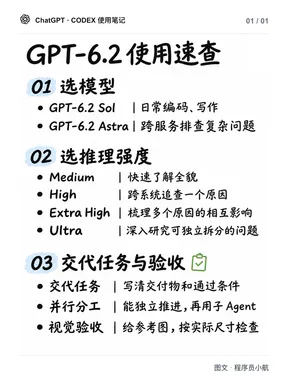 ChatGPT · CODEX 使用笔记
01 / 01
GPT-6.2 使用速查
01 选模型
• GPT-6.2 Sol | 日常编码、写作
• GPT-6.2 Astra | 跨服务排查复杂问题
02 选推理强度
• Medium | 快速了解全貌
• High | 跨系统追查一个原因
• Extra High | 梳理多个原因的相互影响
• Ultra | 深入研究可独立拆分的问题
03 交代任务与验收
• 交代任务 | 写清交付物和通过条件
• 并行分工 | 能独立推进，再用子 Agent
• 视觉验收 | 给参考图，按实际尺寸检查
图文 · 程序员小航